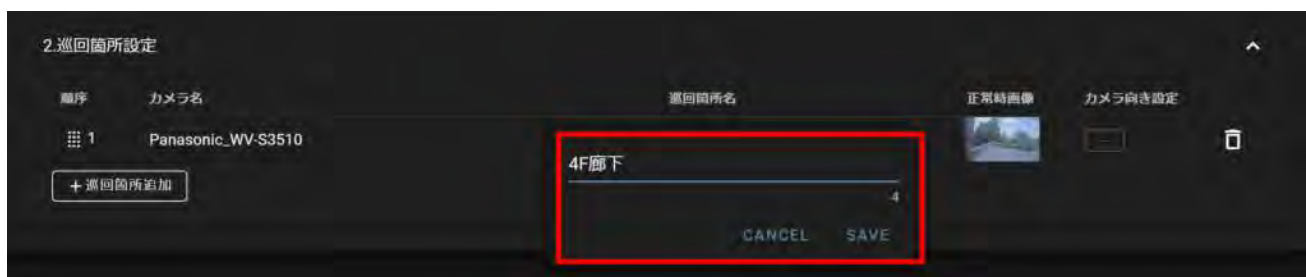 2.巡回箇所設定
順序 カメラ名 巡回箇所名 正常時画像 カメラ向き設定
1 Panasonic_WV-S3510
4F廊下
+巡回箇所追加
4
CANCEL SAVE